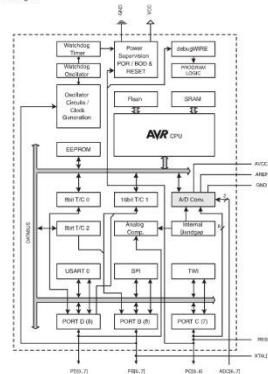 GND
VCC
Watchdog
Timer
Watchdog
Oscillator
Oscillator
Circuits /
Clock
Generation
Power
Supervision
POR / BOD &
RESET
debugWIRE
PROGRAM
LOGIC
Flash
SRAM
AVR CPU
EEPROM
AVCC
AREF
GND
DATABUS
8bit T/C 0
16bit T/C 1
A/D Conv.
2
8bit T/C 2
Analog
Comp.
Internal
Bandgap
6
USART 0
SPI
TWI
PORT D (8)
PORT B (8)
PORT C (7)
PD[0..7]
PB[0..7]
PC[0..6]
ADC[6..7]